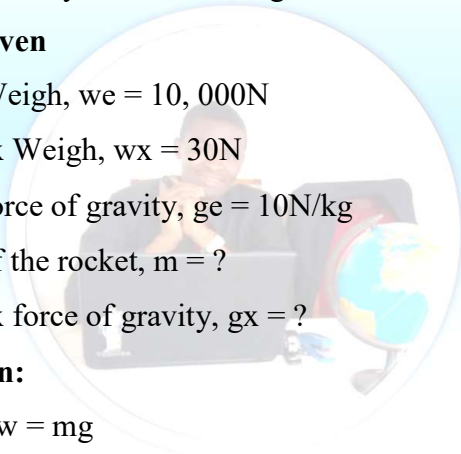 ven
Weigh, we = 10, 000N
x Weigh, wx = 30N
orce of gravity, ge = 10N/kg
f the rocket, m = ?
x force of gravity, gx = ?
n:
w = mg